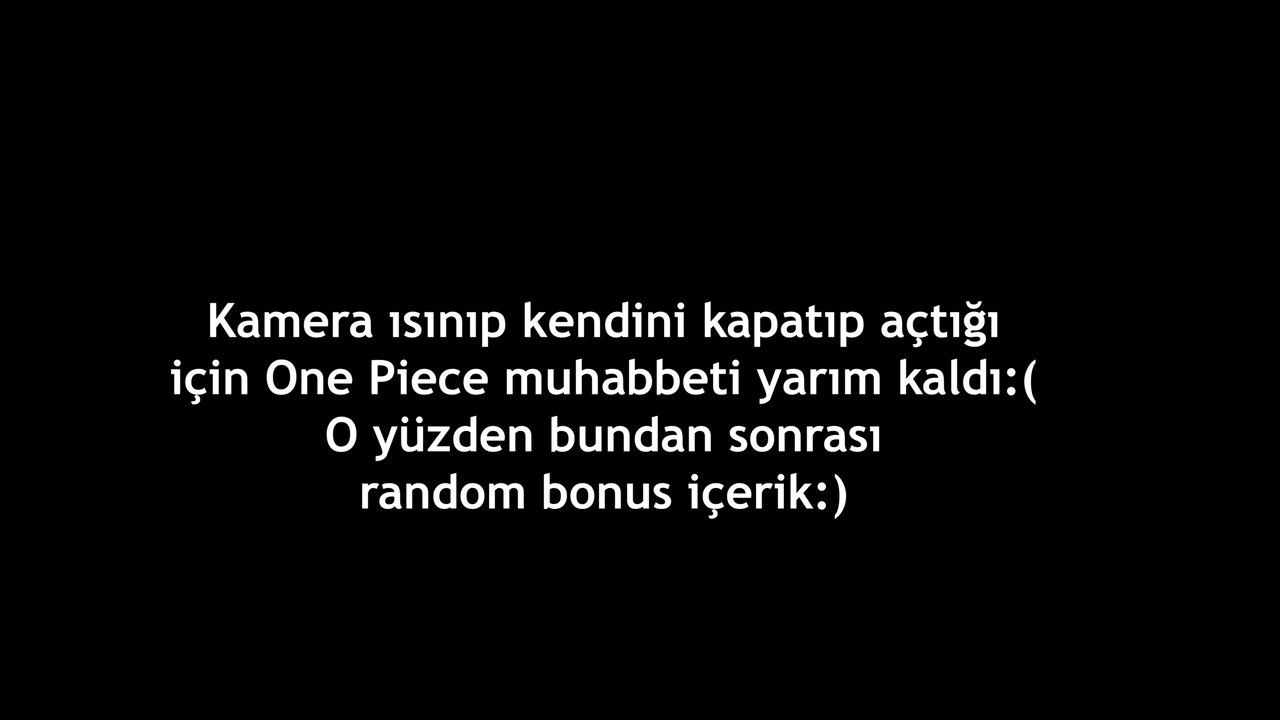 Kamera ısınıp kendini kapatıp açtığı
için One Piece muhabbeti yarım kaldı:(
O yüzden bundan sonrası
random bonus içerik:)